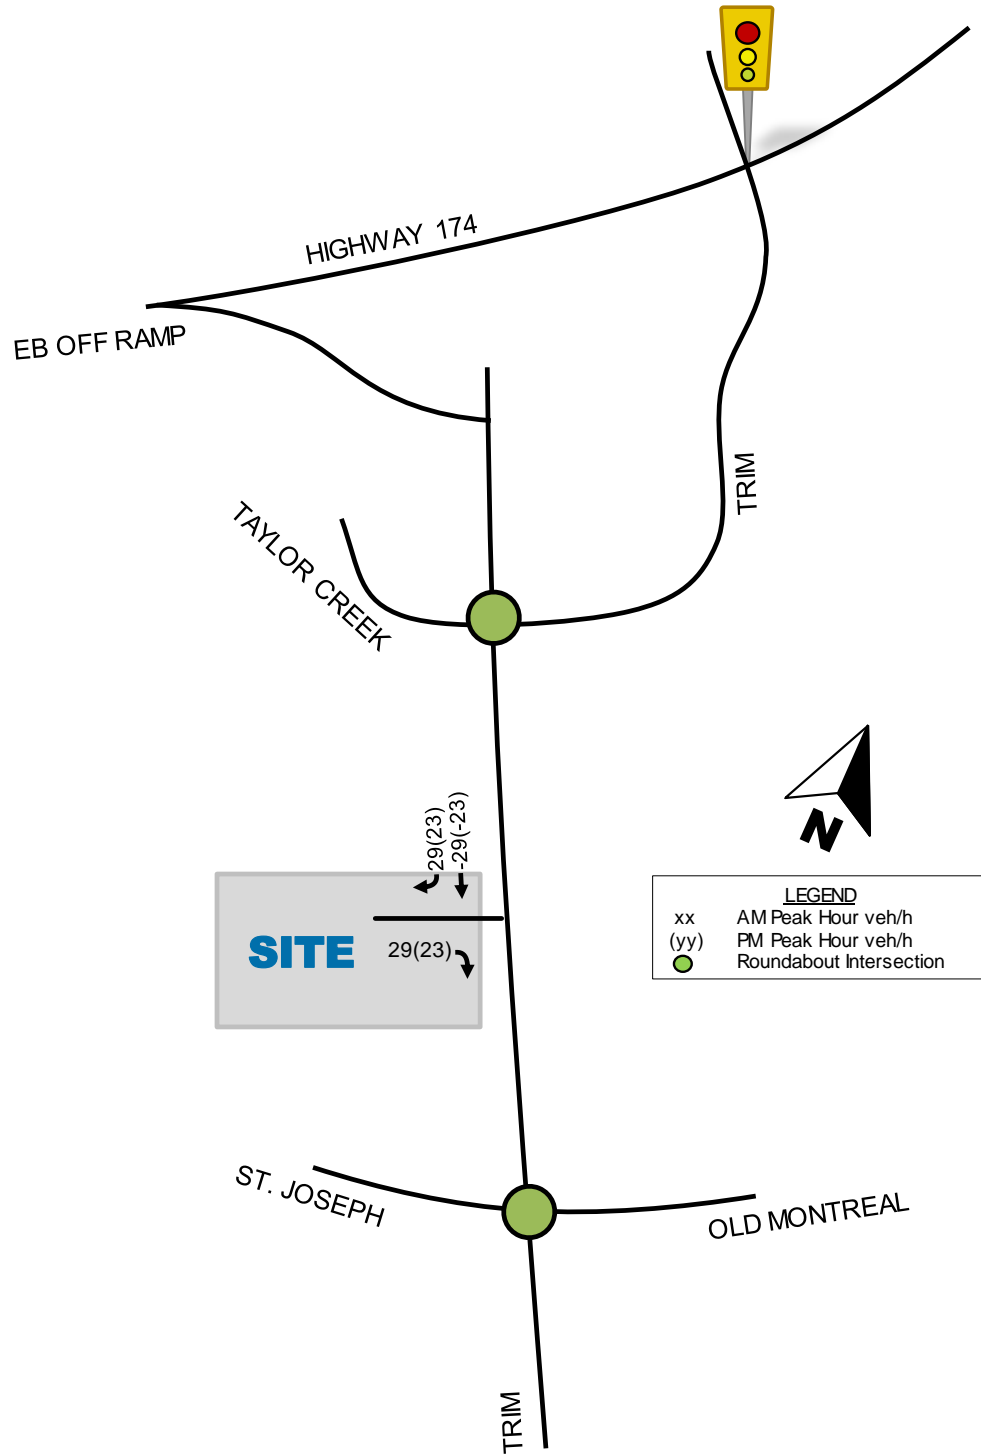 HIGHWAY 174
EB OFF RAMP
TRIM
TAYLOR CREEK
29(23)
-29(-23)
SITE
29(23)
N
LEGEND
xx AM Peak Hour veh/h
(yy) PM Peak Hour veh/h
Roundabout Intersection
ST. JOSEPH
OLD MONTREAL
TRIM